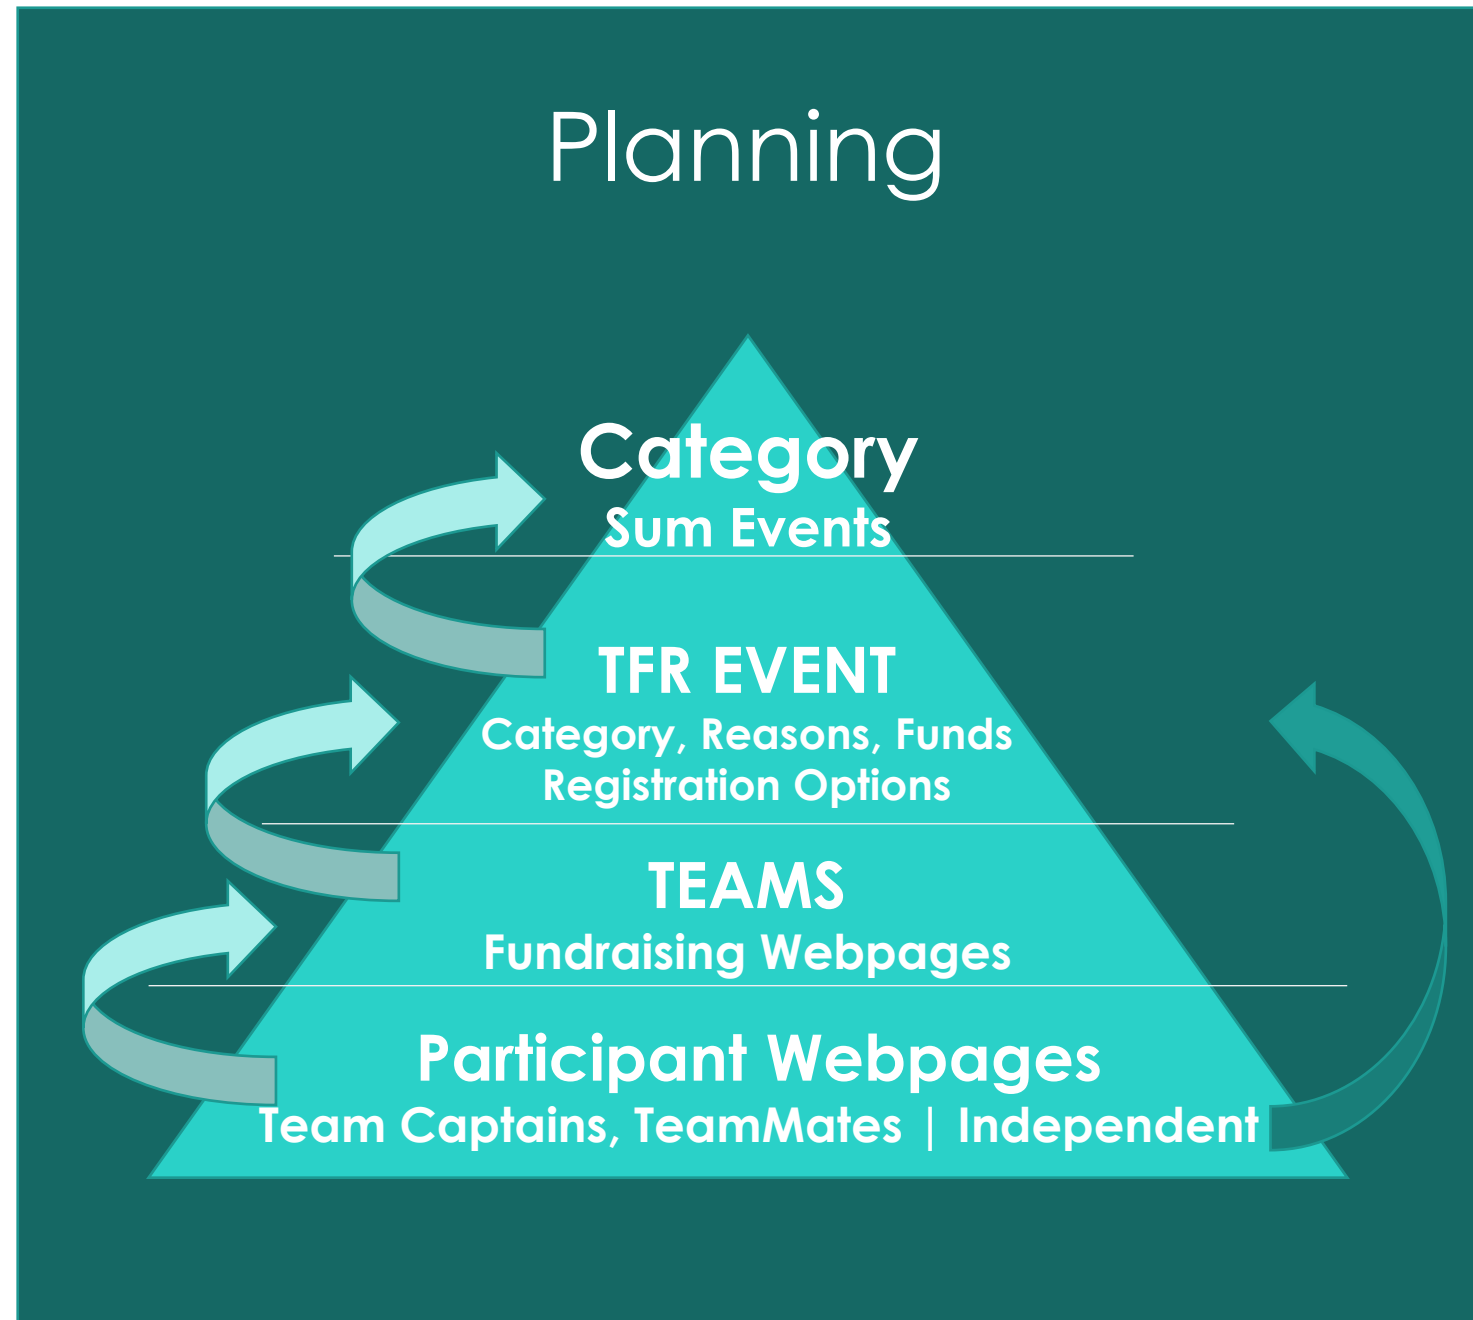 Planning
Category
Sum Events
TFR EVENT
Category, Reasons, Funds
Registration Options
TEAMS
Fundraising Webpages
Participant Webpages
Team Captains, TeamMates | Independent